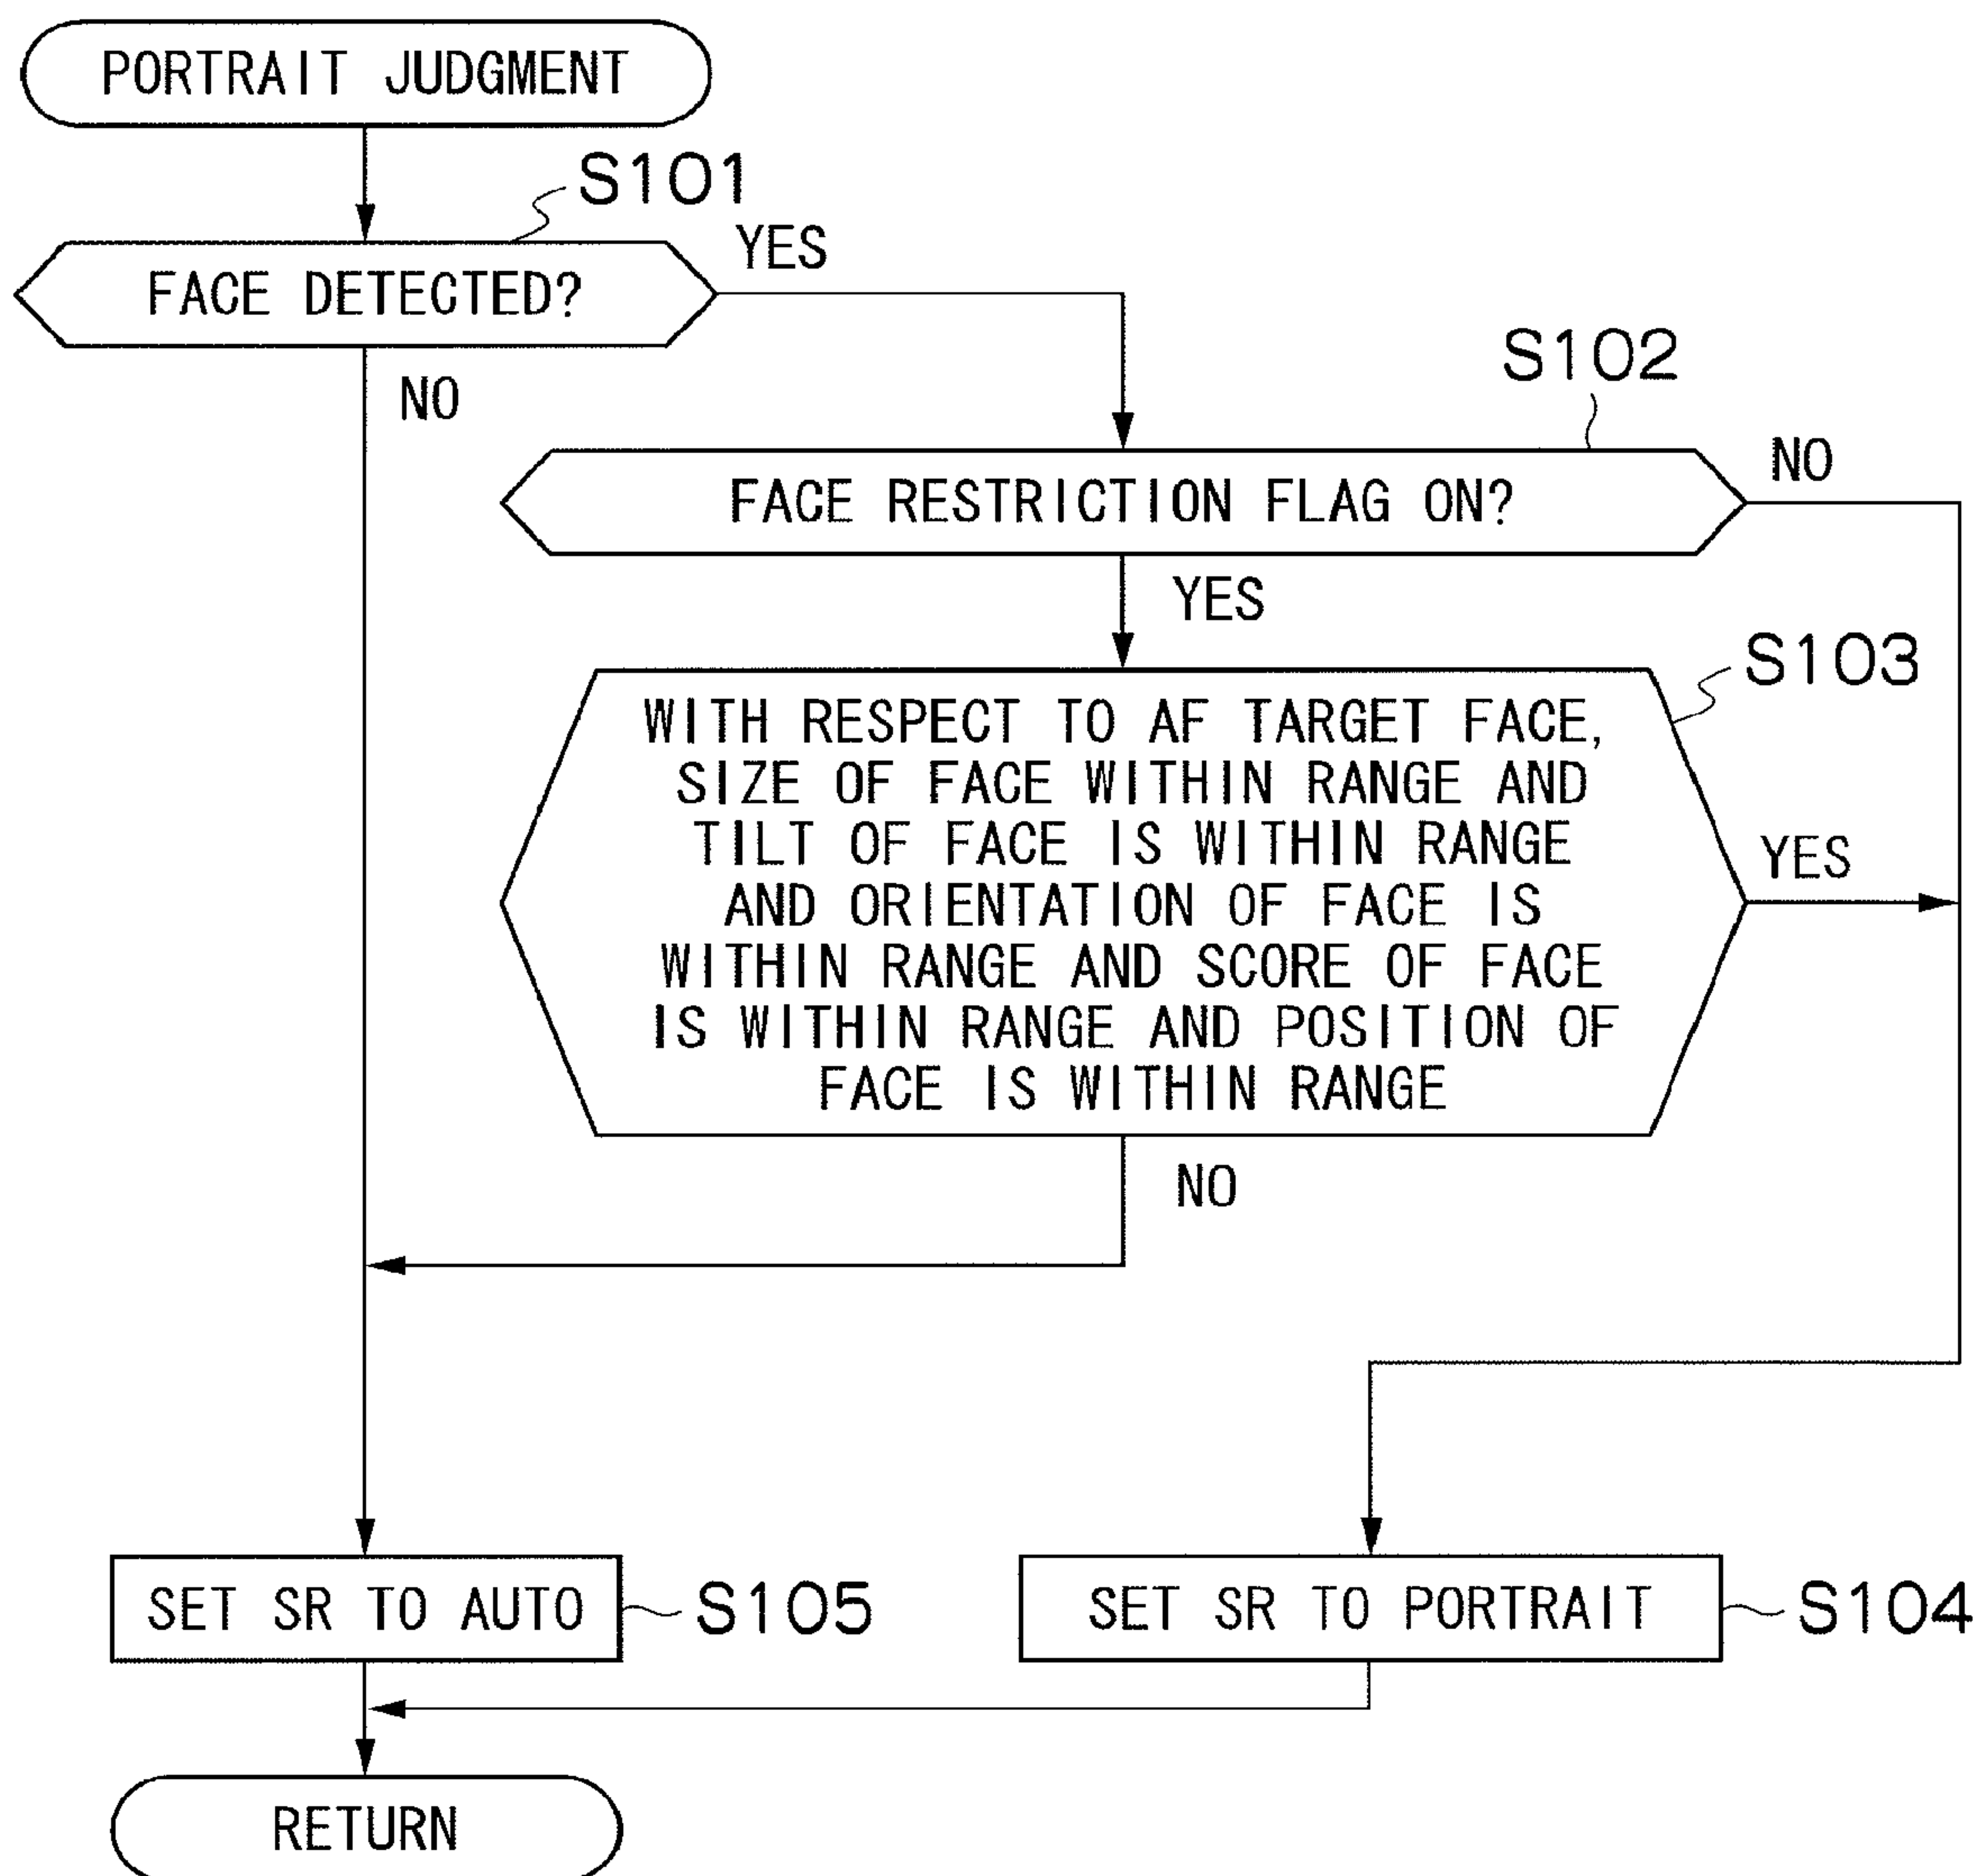 PORTRAIT JUDGMENT
S101
FACE DETECTED?
YES
NO
S102
FACE RESTRICTION FLAG ON?
NO
YES
S103
WITH RESPECT TO AF TARGET FACE,
SIZE OF FACE WITHIN RANGE AND
TILT OF FACE IS WITHIN RANGE
AND ORIENTATION OF FACE IS
WITHIN RANGE AND SCORE OF FACE
IS WITHIN RANGE AND POSITION OF
FACE IS WITHIN RANGE
YES
NO
SET SR TO AUTO
S105
SET SR TO PORTRAIT
S104
RETURN